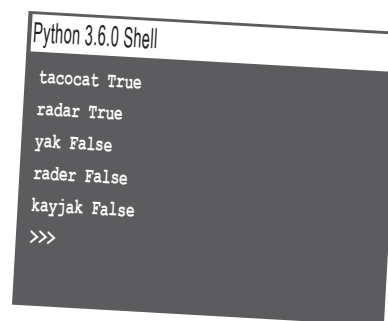 Python 3.6.0 Shell
tacocat True
radar True
yak False
rader False
kayjak False
>>>